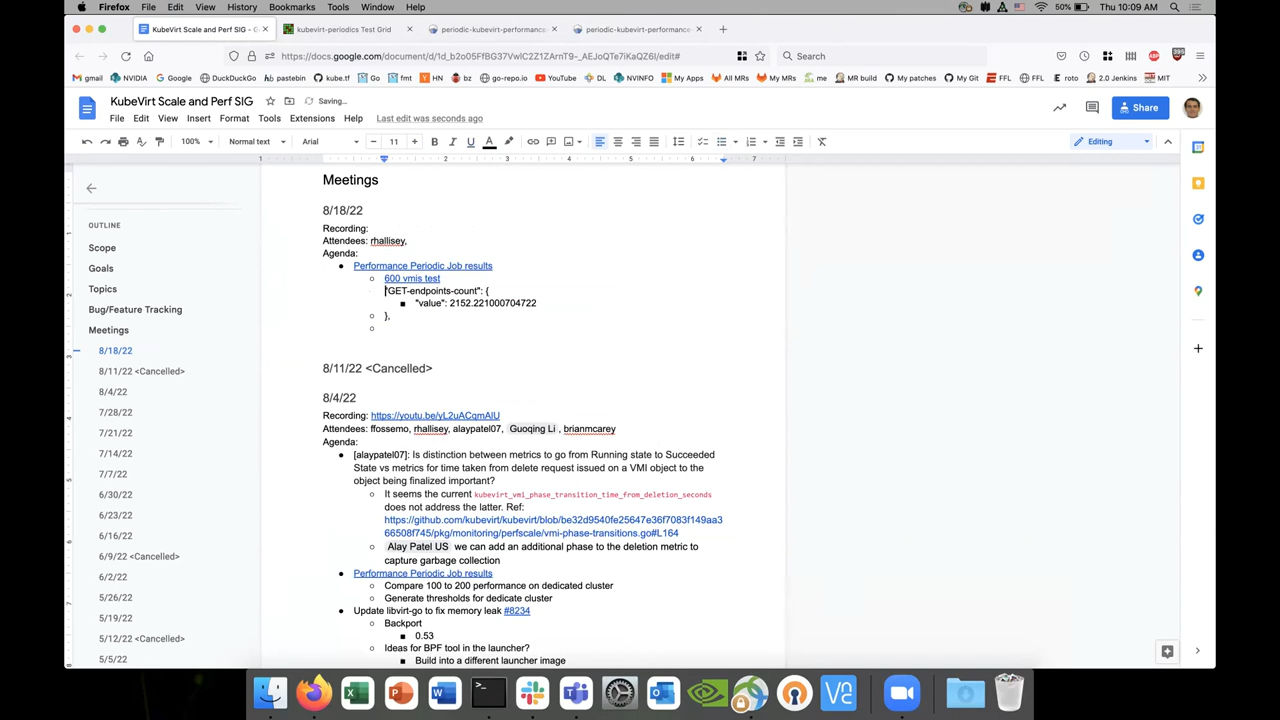 Firefox File Edit View History Bookmarks Tools Window Help 50% Thu 10:09 AM
KubeVirt Scale and Perf SIG - G
kubevirt-periodics Test Grid
periodic-kubevirt-performance
periodic-kubevirt-performance
https://docs.google.com/document/d/1d_b2o05FfBG37VwlC2Z1ZArnT9-_AEJoQTe7iKaQZ6I/edit#
Search
gmail NVIDIA Google DuckDuckGo pastebin kube.tf Go fmt HN bz go-repo.io YouTube DL NVINFO My Apps All MRs My MRs me MR build My patches My Git FFL FFL roto 2.0 Jenkins MIT
KubeVirt Scale and Perf SIG Saving…
File Edit View Insert Format Tools Extensions Help Last edit was seconds ago
Share
100% Normal text Arial 11 Editing
1 1 2 3 4 5 6 7
OUTLINE
Scope
Goals
Topics
Bug/Feature Tracking
Meetings
8/18/22
8/11/22 <Cancelled>
8/4/22
7/28/22
7/21/22
7/14/22
7/7/22
6/30/22
6/23/22
6/16/22
6/9/22 <Cancelled>
6/2/22
5/26/22
5/19/22
5/12/22 <Cancelled>
5/5/22
Meetings
8/18/22
Recording:
Attendees: rhallisey,
Agenda:
Performance Periodic Job results
600 vmis test
"GET-endpoints-count": {
"value": 2152.221000704722
},
8/11/22 <Cancelled>
8/4/22
Recording: https://youtu.be/yL2uACqmAlU
Attendees: ffossemo, rhallisey, alaypatel07, Guoqing Li , brianmcarey
Agenda:
[alaypatel07]: Is distinction between metrics to go from Running state to Succeeded
State vs metrics for time taken from delete request issued on a VMI object to the
object being finalized important?
It seems the current kubevirt_vmi_phase_transition_time_from_deletion_seconds
does not address the latter. Ref:
https://github.com/kubevirt/kubevirt/blob/be32d9540fe25647e36f7083f149aa3
66508f745/pkg/monitoring/perfscale/vmi-phase-transitions.go#L164
Alay Patel US we can add an additional phase to the deletion metric to
capture garbage collection
Performance Periodic Job results
Compare 100 to 200 performance on dedicated cluster
Generate thresholds for dedicate cluster
Update libvirt-go to fix memory leak #8234
Backport
0.53
Ideas for BPF tool in the launcher?
Build into a different launcher image